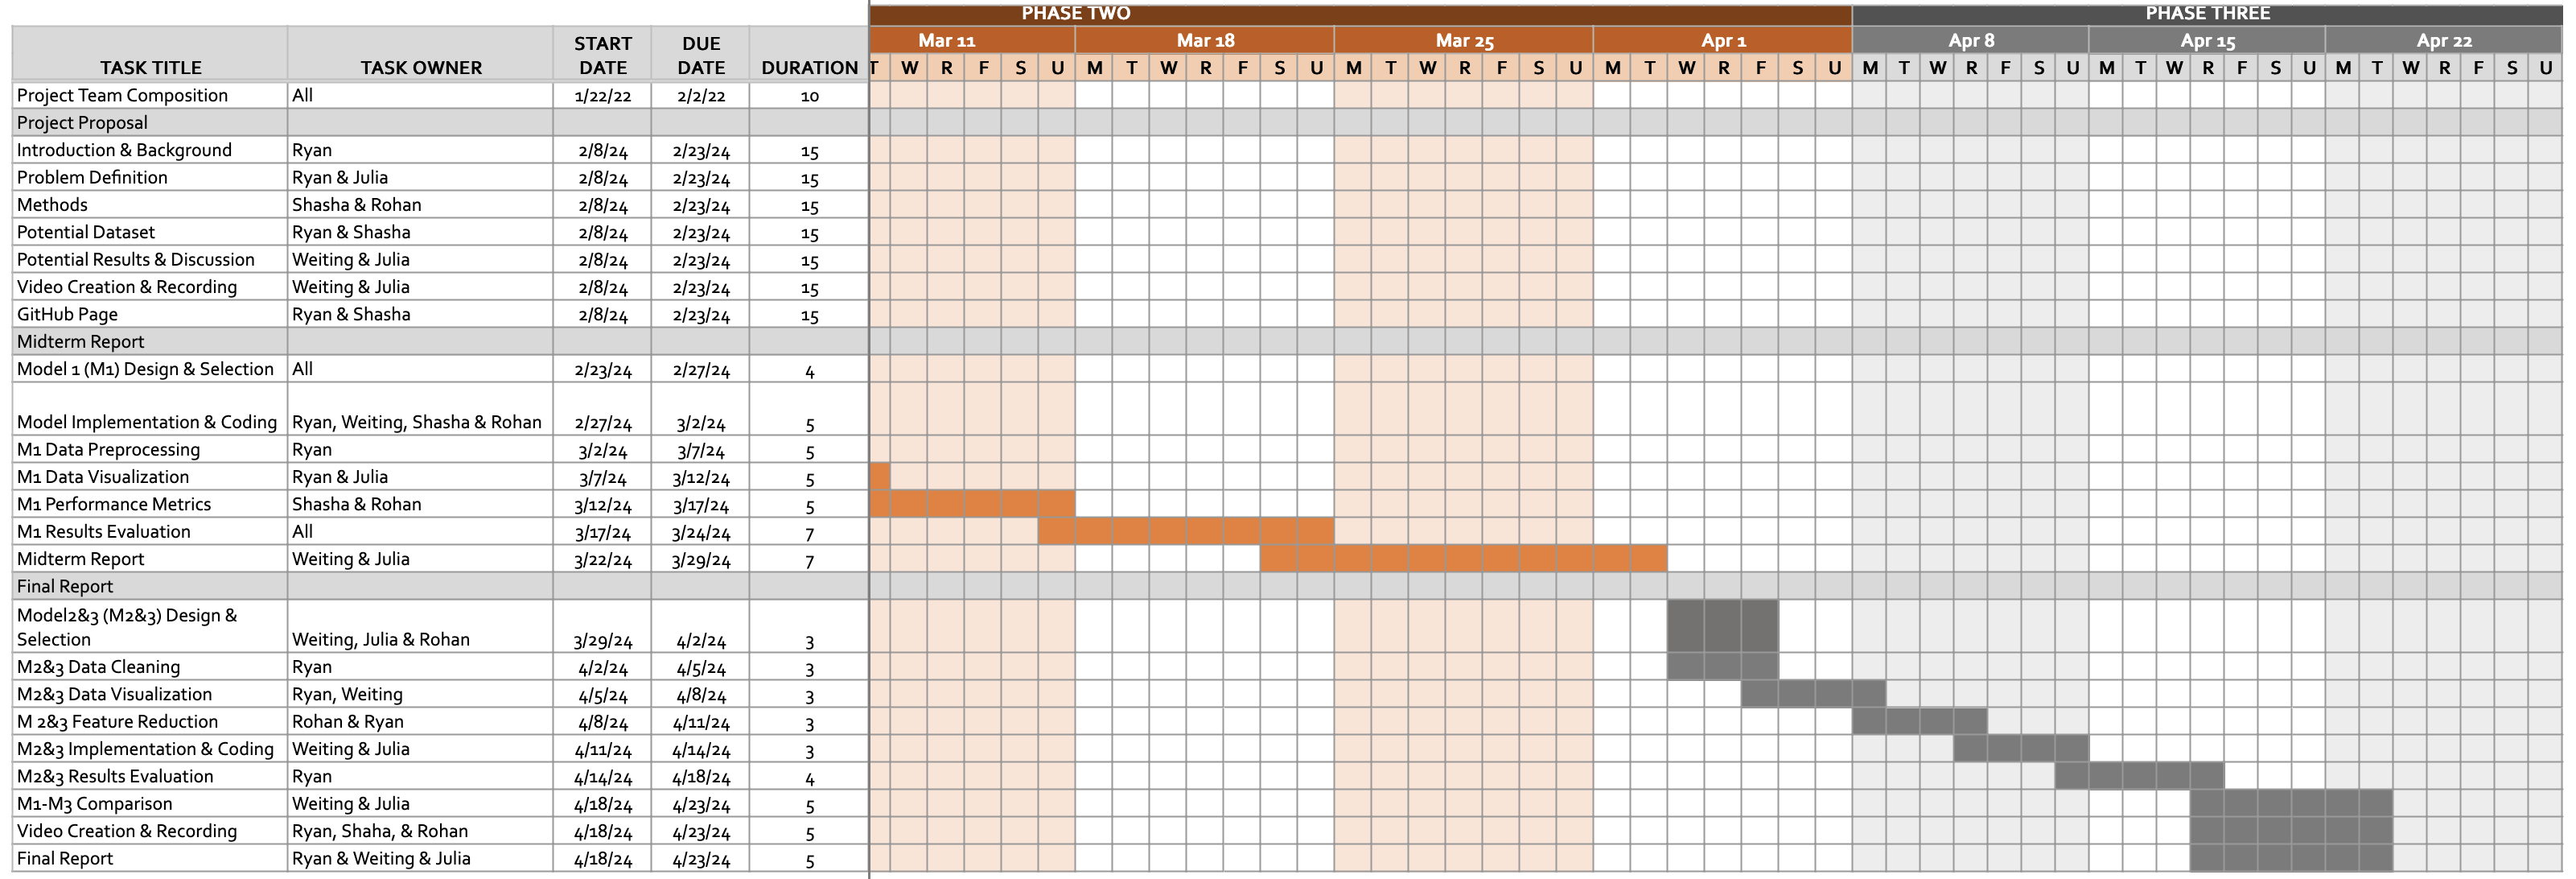 PHASE TWO PHASE THREE
Mar 11 Mar 18 Mar 25 Apr 1 Apr 8 Apr 15 Apr 22
TASK TITLE TASK OWNER START DATE DUE DATE DURATION T W R F S U M T W R F S U M T W R F S U M T W R F S U M T W R F S U M T W R F S U M T W R F S U
Project Team Composition All 1/22/22 2/2/22 10
Project Proposal
Introduction & Background Ryan 2/8/24 2/23/24 15
Problem Definition Ryan & Julia 2/8/24 2/23/24 15
Methods Shasha & Rohan 2/8/24 2/23/24 15
Potential Dataset Ryan & Shasha 2/8/24 2/23/24 15
Potential Results & Discussion Weiting & Julia 2/8/24 2/23/24 15
Video Creation & Recording Weiting & Julia 2/8/24 2/23/24 15
GitHub Page Ryan & Shasha 2/8/24 2/23/24 15
Midterm Report
Model 1 (M1) Design & Selection All 2/23/24 2/27/24 4
Model Implementation & Coding Ryan, Weiting, Shasha & Rohan 2/27/24 3/2/24 5
M1 Data Preprocessing Ryan 3/2/24 3/7/24 5
M1 Data Visualization Ryan & Julia 3/7/24 3/12/24 5
M1 Performance Metrics Shasha & Rohan 3/12/24 3/17/24 5
M1 Results Evaluation All 3/17/24 3/24/24 7
Midterm Report Weiting & Julia 3/22/24 3/29/24 7
Final Report
Model2&3 (M2&3) Design &
Selection Weiting, Julia & Rohan 3/29/24 4/2/24 3
M2&3 Data Cleaning Ryan 4/2/24 4/5/24 3
M2&3 Data Visualization Ryan, Weiting 4/5/24 4/8/24 3
M 2&3 Feature Reduction Rohan & Ryan 4/8/24 4/11/24 3
M2&3 Implementation & Coding Weiting & Julia 4/11/24 4/14/24 3
M2&3 Results Evaluation Ryan 4/14/24 4/18/24 4
M1-M3 Comparison Weiting & Julia 4/18/24 4/23/24 5
Video Creation & Recording Ryan, Shaha, & Rohan 4/18/24 4/23/24 5
Final Report Ryan & Weiting & Julia 4/18/24 4/23/24 5